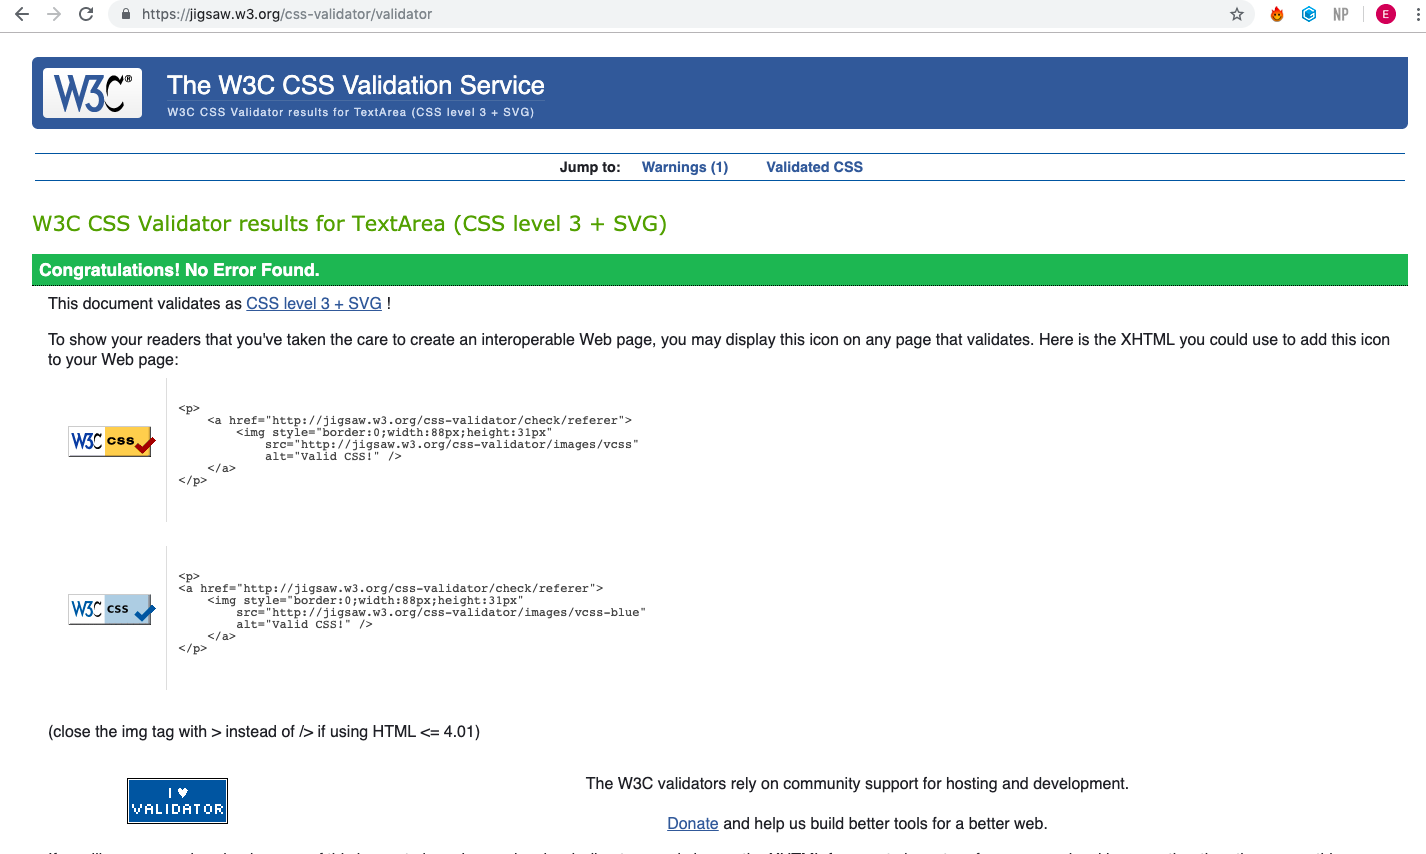 https://jigsaw.w3.org/css-validator/validator
NP
E
W3C®
The W3C CSS Validation Service
W3C CSS Validator results for TextArea (CSS level 3 + SVG)
Jump to: Warnings (1) Validated CSS
W3C CSS Validator results for TextArea (CSS level 3 + SVG)
Congratulations! No Error Found.
This document validates as CSS level 3 + SVG !
To show your readers that you've taken the care to create an interoperable Web page, you may display this icon on any page that validates. Here is the XHTML you could use to add this icon
to your Web page:
W3C css
<p>
<a href="http://jigsaw.w3.org/css-validator/check/referer">
<img style="border:0;width:88px;height:31px"
src="http://jigsaw.w3.org/css-validator/images/vcss"
alt="Valid CSS!" />
</a>
</p>
W3C css
<p>
<a href="http://jigsaw.w3.org/css-validator/check/referer">
<img style="border:0;width:88px;height:31px"
src="http://jigsaw.w3.org/css-validator/images/vcss-blue"
alt="Valid CSS!" />
</a>
</p>
(close the img tag with > instead of /> if using HTML <= 4.01)
I ♥
VALIDATOR
The W3C validators rely on community support for hosting and development.
Donate and help us build better tools for a better web.